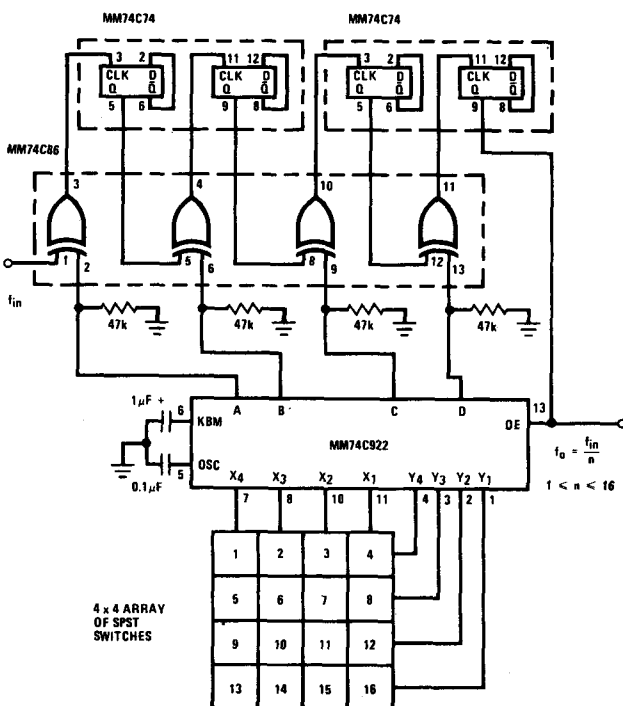 MM74C74 MM74C74
3 2 11 12 3 2 11 12
CLK D CLK D CLK D CLK D
Q Q̅ Q Q̅ Q Q̅ Q Q̅
5 6 9 8 5 6 9 8
MM74C86
3 4 10 11
1 2 5 6 8 9 12 13
fin
47k 47k 47k 47k
1µF + 6 A B C D 13
KBM OE
MM74C922
fo = fin/n
0.1µF 5 OSC
X4 X3 X2 X1 Y4 Y3 Y2 Y1
1 ≤ n ≤ 16
7 8 10 11 4 3 2 1
1 2 3 4
5 6 7 8
4 x 4 ARRAY
OF SPST
SWITCHES
9 10 11 12
13 14 15 16